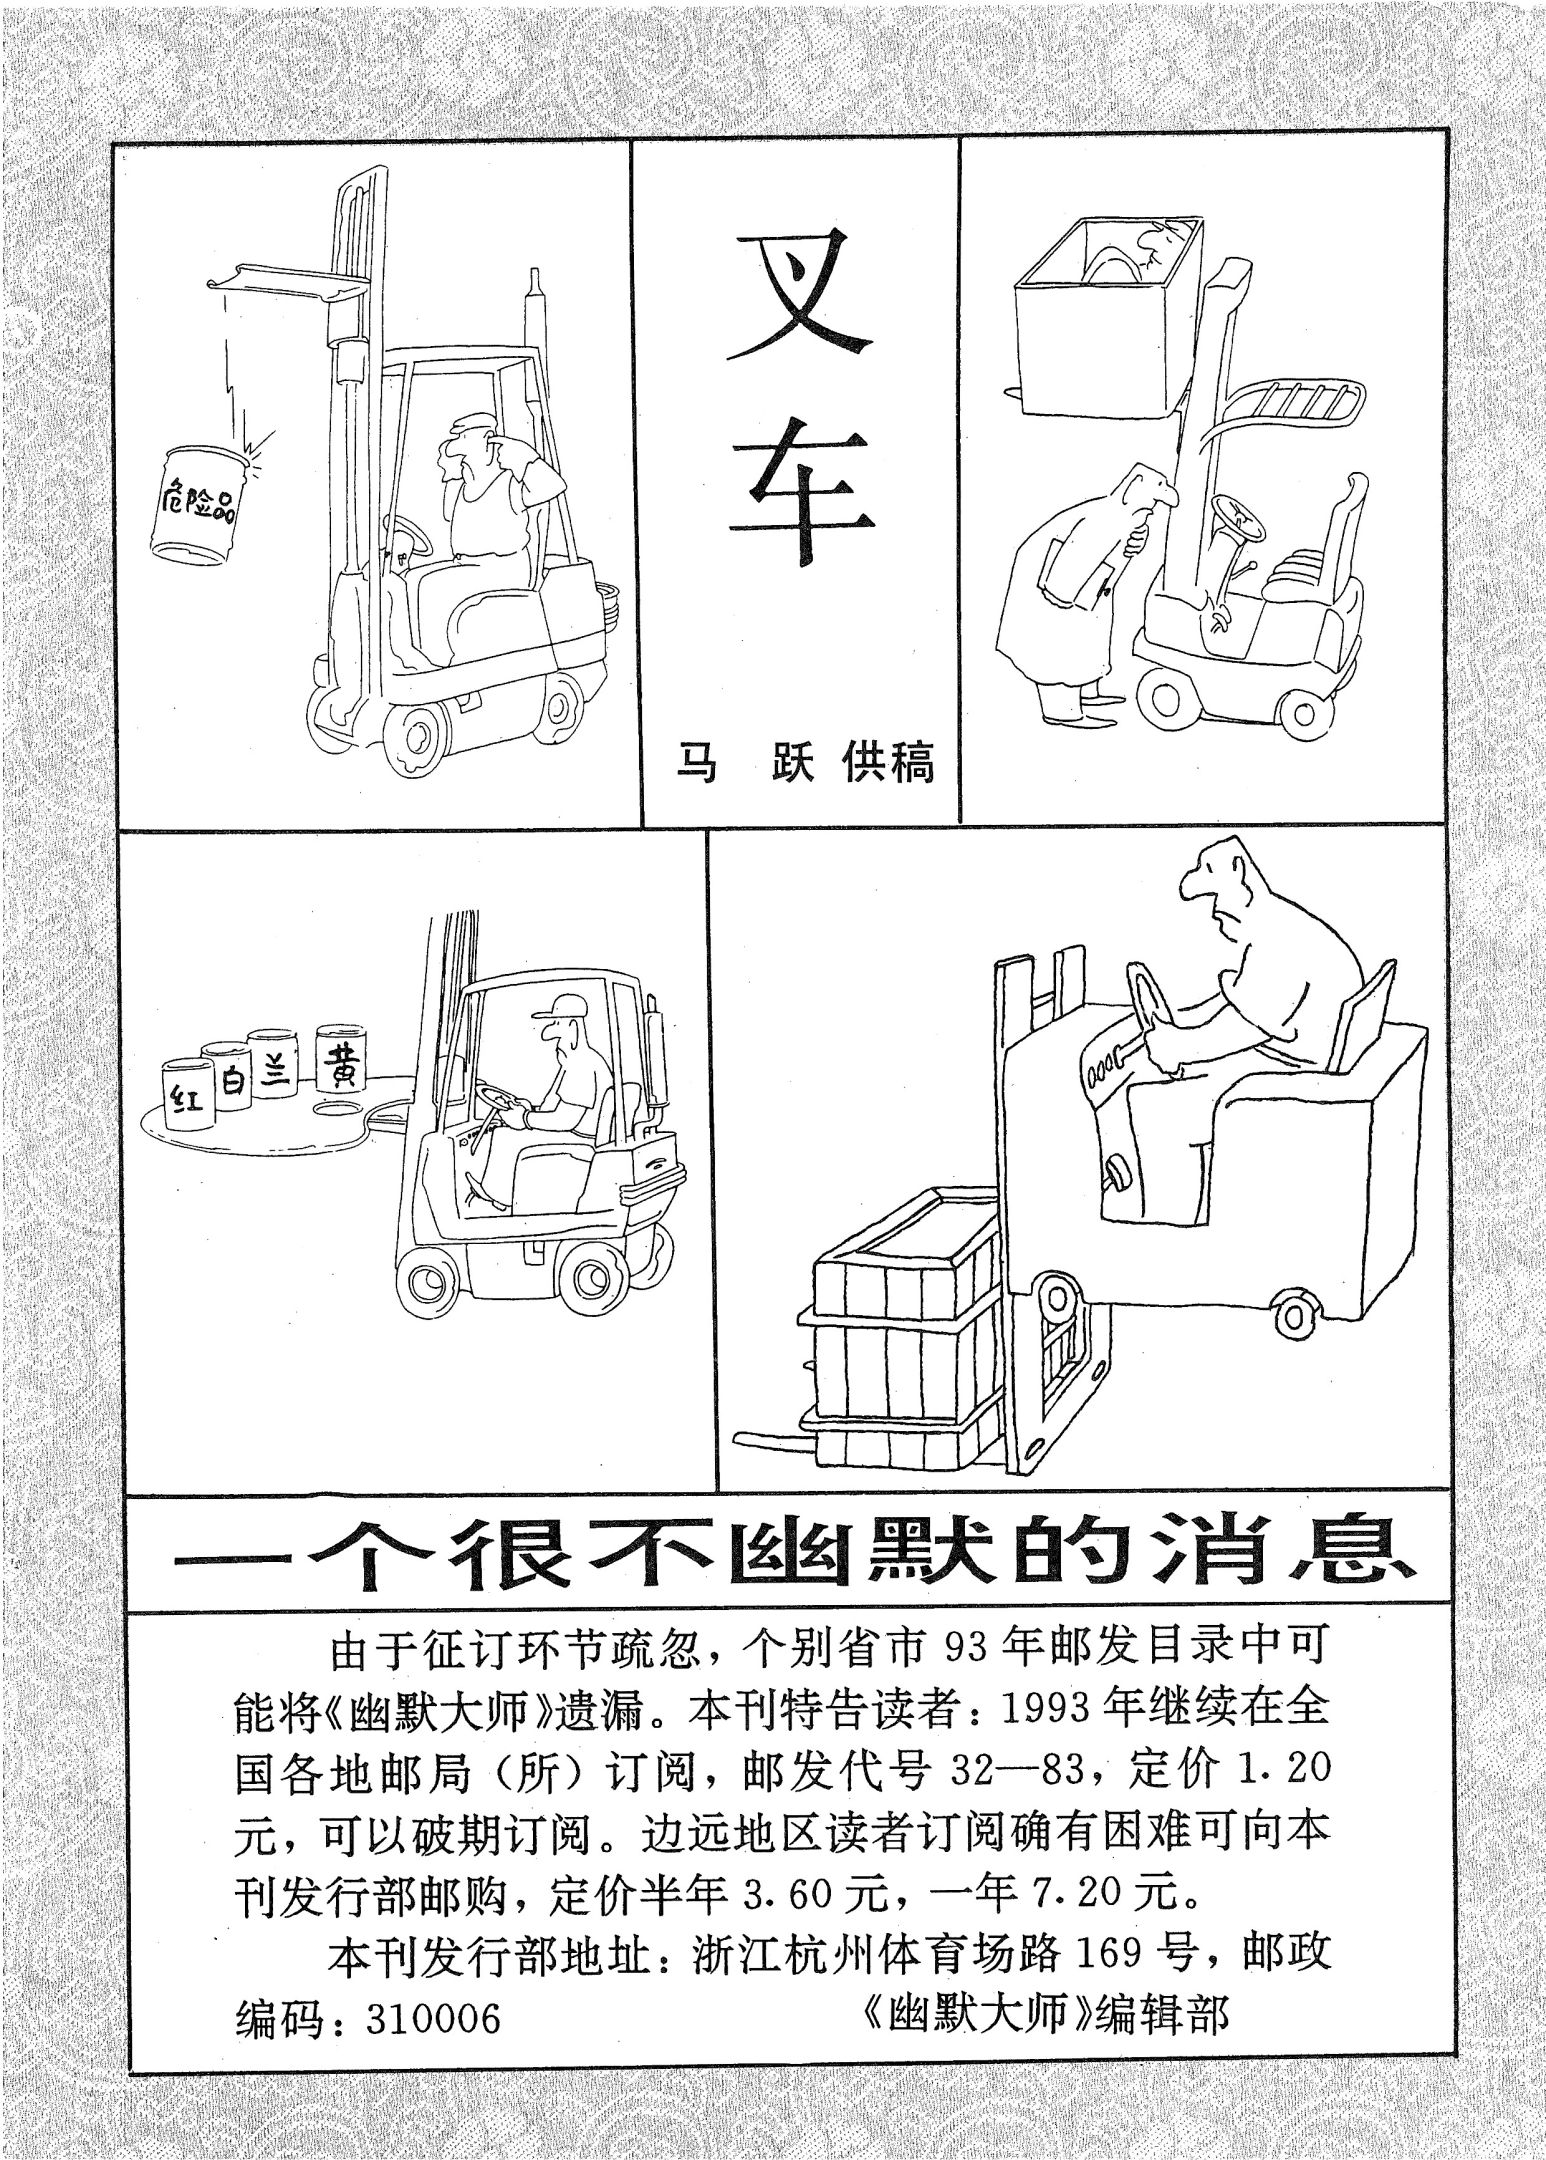 危险品
叉车
马 跃 供稿
红 白 兰 黄
一个很不幽默的消息
由于征订环节疏忽，个别省市 93 年邮发目录中可
能将《幽默大师》遗漏。本刊特告读者：1993 年继续在全
国各地邮局（所）订阅，邮发代号 32—83，定价 1.20
元，可以破期订阅。边远地区读者订阅确有困难可向本
刊发行部邮购，定价半年 3.60 元，一年 7.20 元。
本刊发行部地址：浙江杭州体育场路 169 号，邮政
编码：310006 《幽默大师》编辑部